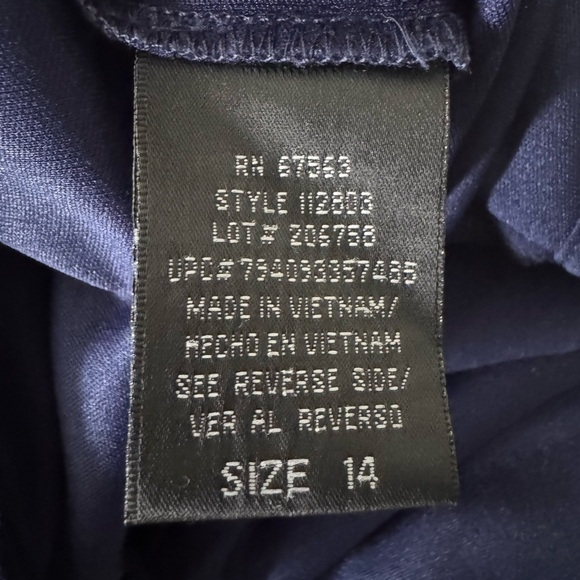 RN 67563
STYLE 112803
LOT# 206758
UPC# 794093357485
MADE IN VIETNAM/
HECHO EN VIETNAM
SEE REVERSE SIDE/
VER AL REVERSO
SIZE 14